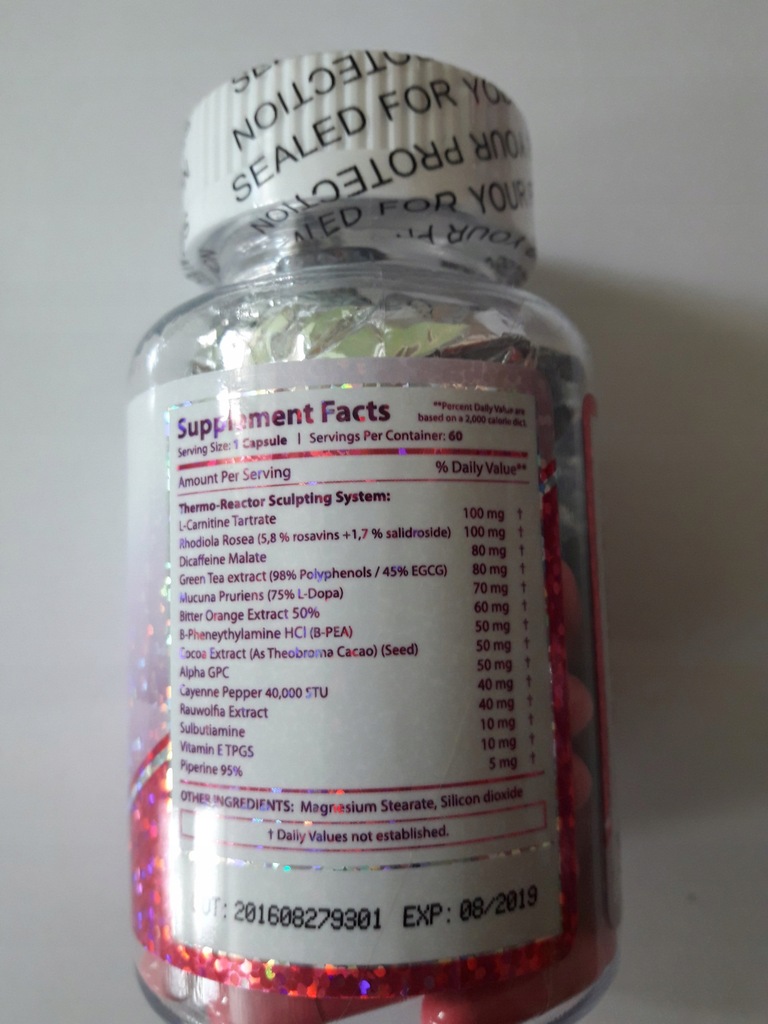 NOITC
SEALED FOR YO
NOITCETORP RUOY
ALED FOR YOUR
YOUR
Supplement Facts
**Percent Daily Value are
based on a 2,000 calorie diet.
Serving Size: 1 Capsule | Servings Per Container: 60
Amount Per Serving % Daily Value**
Thermo-Reactor Sculpting System:
L-Carnitine Tartrate 100 mg †
Rhodiola Rosea (5,8 % rosavins +1,7 % salidroside) 100 mg †
Dicaffeine Malate 80 mg †
Green Tea extract (98% Polyphenols / 45% EGCG) 80 mg †
Mucuna Pruriens (75% L-Dopa) 70 mg †
Bitter Orange Extract 50% 60 mg †
B-Pheneythylamine HCl (B-PEA) 50 mg †
Cocoa Extract (As Theobroma Cacao) (Seed) 50 mg †
Alpha GPC 50 mg †
Cayenne Pepper 40,000 STU 40 mg †
Rauwolfia Extract 40 mg †
Sulbutiamine 10 mg †
Vitamin E TPGS 10 mg †
Piperine 95% 5 mg †
OTHER INGREDIENTS: Magnesium Stearate, Silicon dioxide
† Daily Values not established.
LOT: 201608279301 EXP: 08/2019